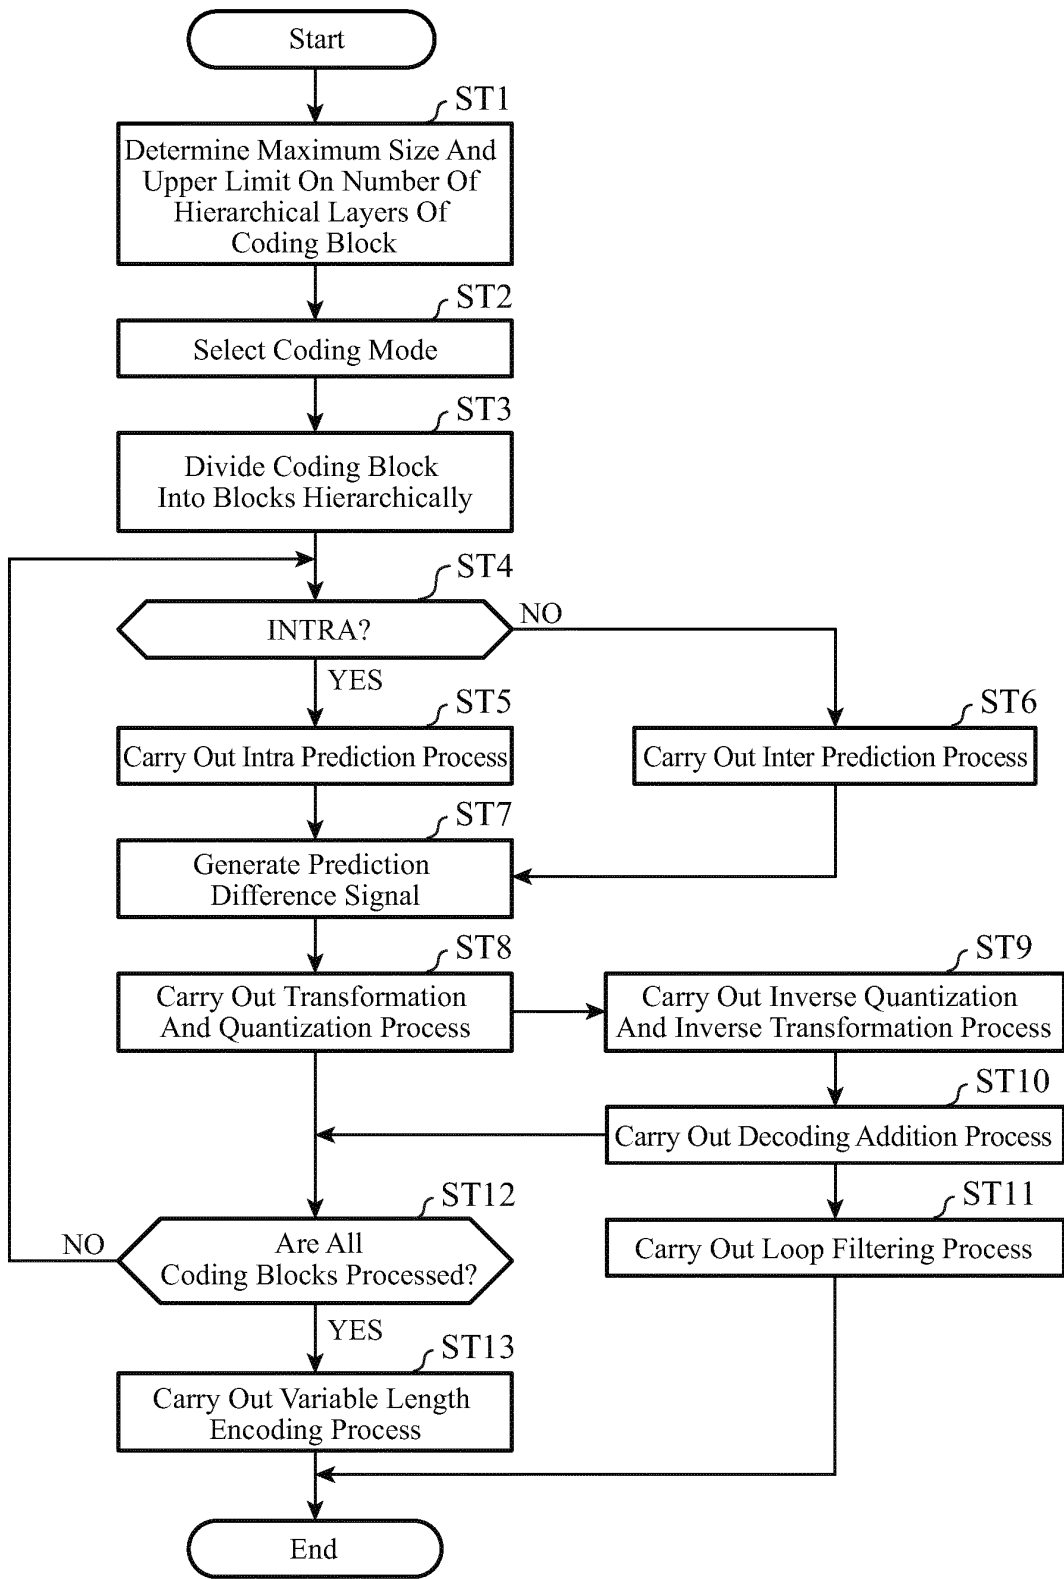 Start
ST1
Determine Maximum Size And
Upper Limit On Number Of
Hierarchical Layers Of
Coding Block
ST2
Select Coding Mode
ST3
Divide Coding Block
Into Blocks Hierarchically
ST4
INTRA?
NO
YES
ST5
Carry Out Intra Prediction Process
ST6
Carry Out Inter Prediction Process
ST7
Generate Prediction
Difference Signal
ST8
Carry Out Transformation
And Quantization Process
ST9
Carry Out Inverse Quantization
And Inverse Transformation Process
ST10
Carry Out Decoding Addition Process
ST11
Carry Out Loop Filtering Process
ST12
Are All
Coding Blocks Processed?
NO
YES
ST13
Carry Out Variable Length
Encoding Process
End